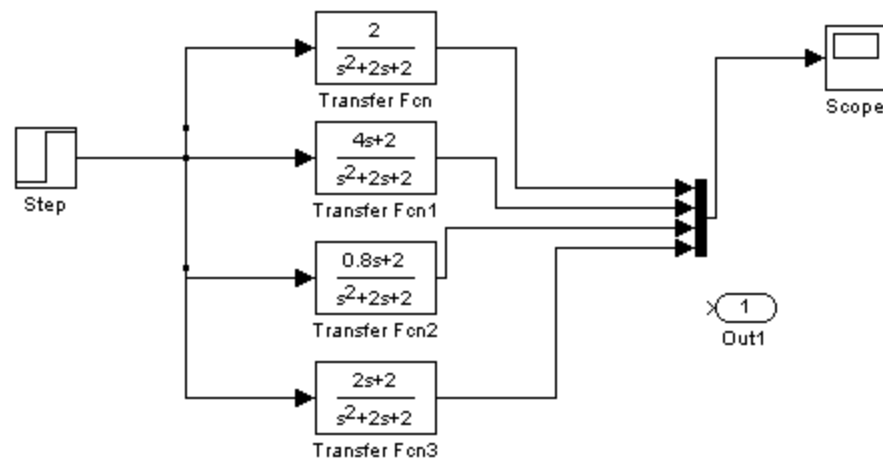 2
s2+2s+2
Transfer Fcn
Scope
4s+2
s2+2s+2
Transfer Fcn1
Step
0.8s+2
s2+2s+2
Transfer Fcn2
1
Out1
2s+2
s2+2s+2
Transfer Fcn3